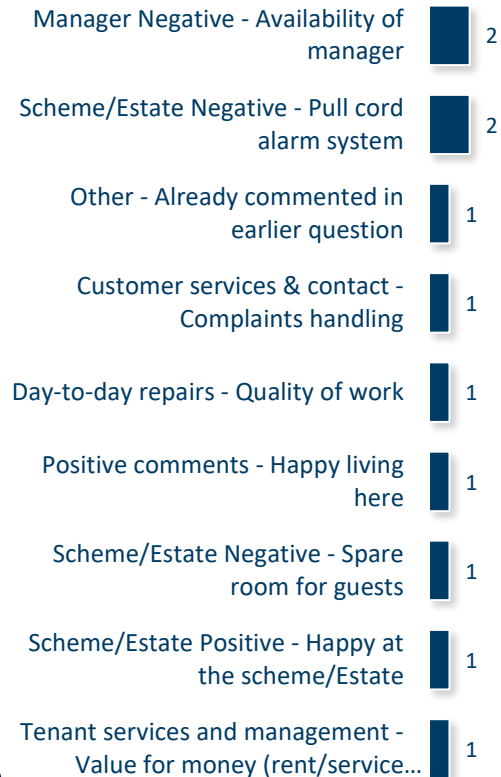 Manager Negative - Availability of
manager
2
Scheme/Estate Negative - Pull cord
alarm system
2
Other - Already commented in
earlier question
1
Customer services & contact -
Complaints handling
1
Day-to-day repairs - Quality of work
1
Positive comments - Happy living
here
1
Scheme/Estate Negative - Spare
room for guests
1
Scheme/Estate Positive - Happy at
the scheme/Estate
1
Tenant services and management -
Value for money (rent/service...
1